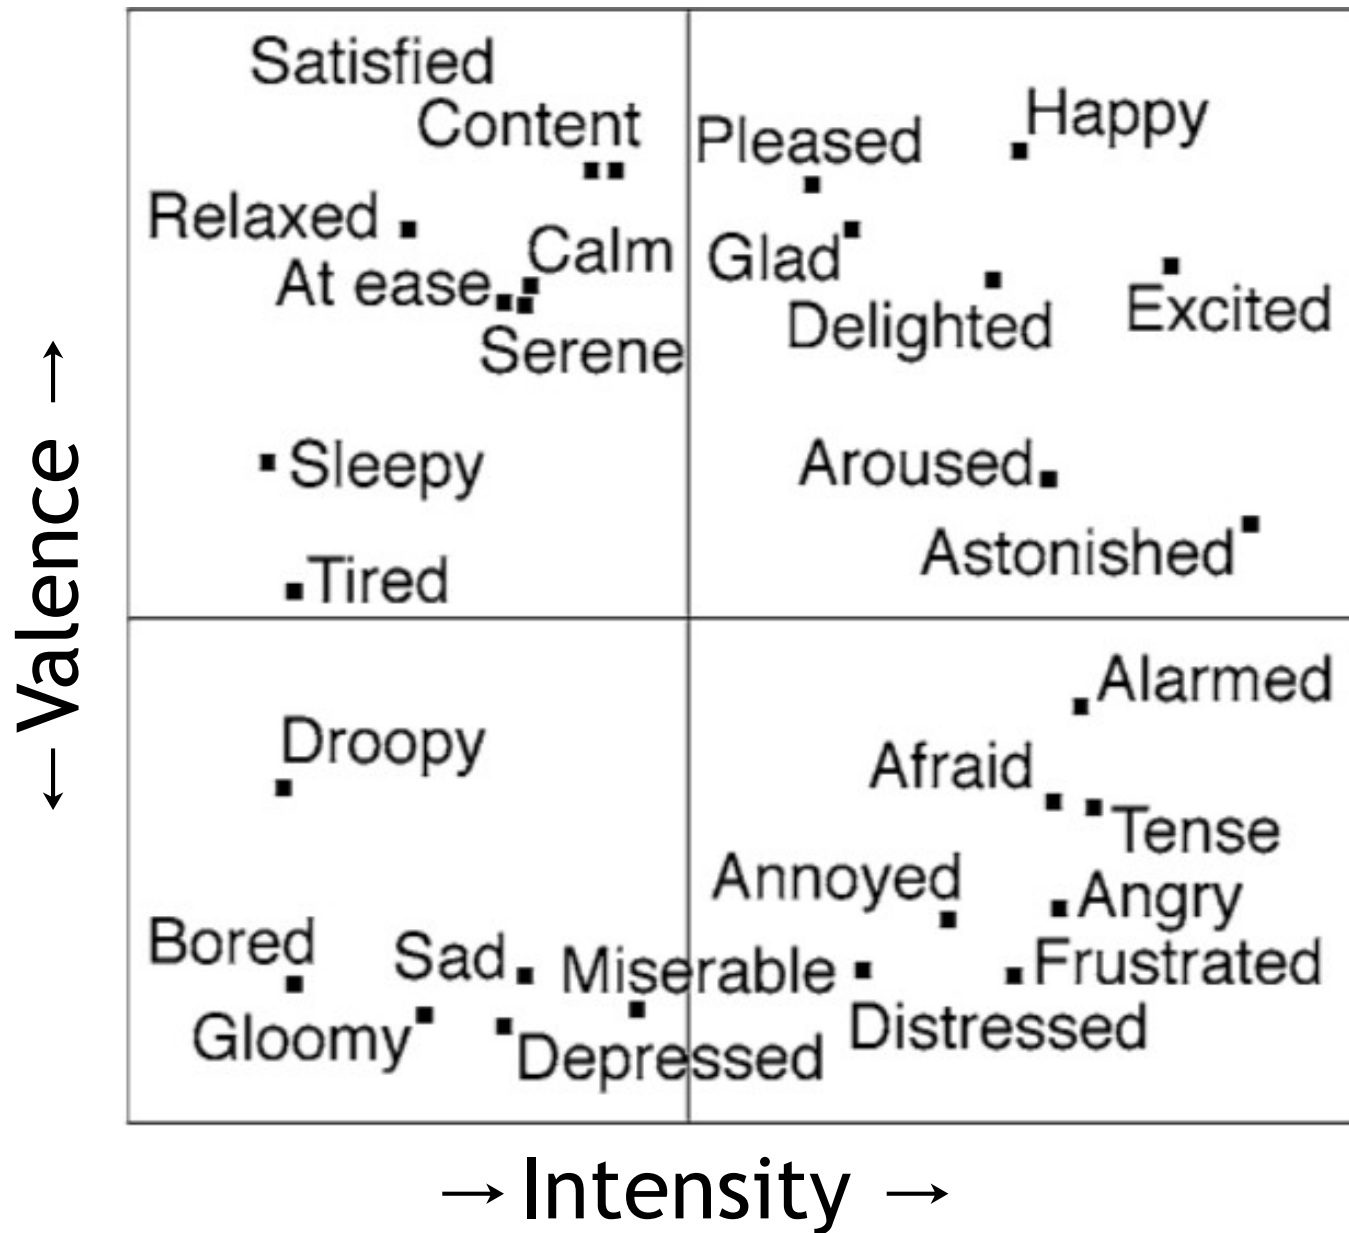 Satisfied
Content
Happy
Pleased
Relaxed
Calm
Glad
At ease
Excited
Delighted
Serene
Sleepy
Aroused
Astonished
Tired
Alarmed
Droopy
Afraid
Tense
Annoyed
Angry
Bored
Sad
Miserable
Frustrated
Gloomy
Depressed
Distressed
← Valence →
→ Intensity →